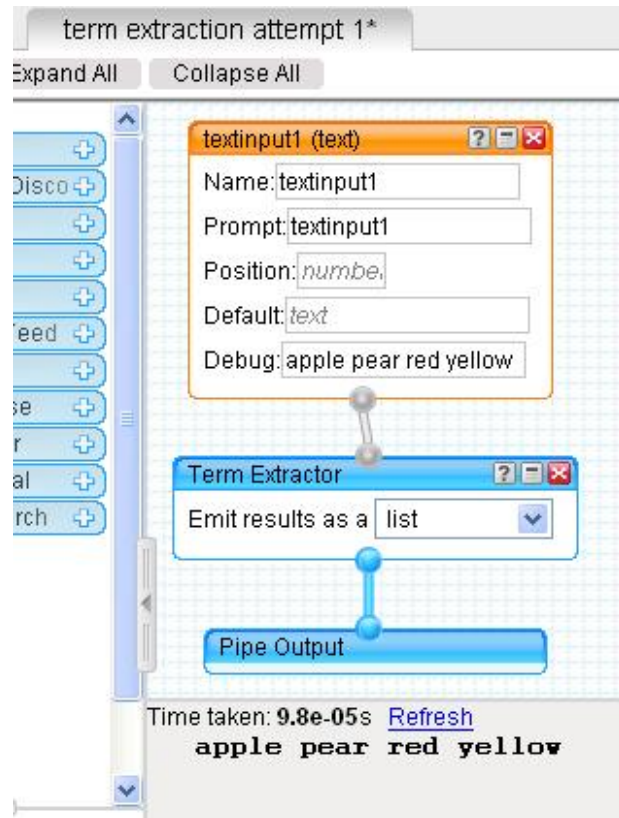 term extraction attempt 1*
Expand All Collapse All
textinput1 (text)
Name: textinput1
Disco
Prompt: textinput1
Position: number
Default: text
eed
Debug: apple pear red yellow
se
r
Term Extractor
al
rch
Emit results as a list
Pipe Output
Time taken: 9.8e-05s Refresh
apple pear red yellow